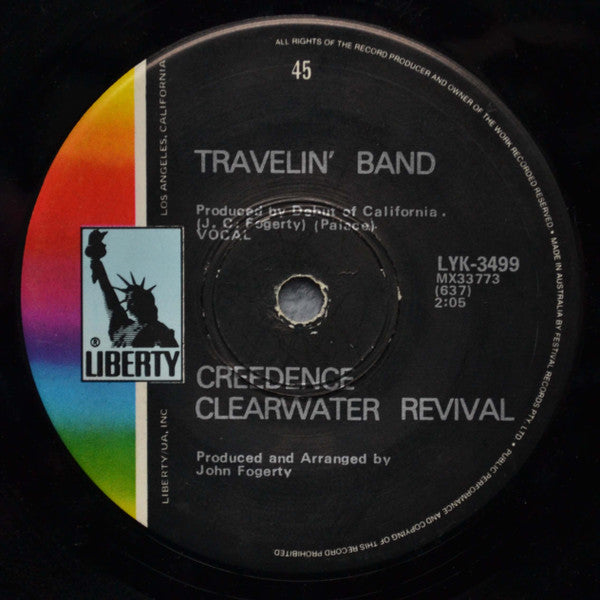 ALL RIGHTS OF THE RECORD PRODUCER AND OWNER OF THE WORK RECORDED RESERVED • MADE IN AUSTRALIA BY FESTIVAL RECORDS PTY. LTD • PUBLIC PERFORMANCE AND COPYING OF THIS RECORD PROHIBITED
45
LOS ANGELES, CALIFORNIA
TRAVELIN' BAND
Produced by Debut of California.
(J. C. Fogerty) (Palace)
VOCAL
LYK-3499
MX33773
(637)
2:05
®
LIBERTY
CREEDENCE
CLEARWATER REVIVAL
LIBERTY/UA, INC
Produced and Arranged by
John Fogerty